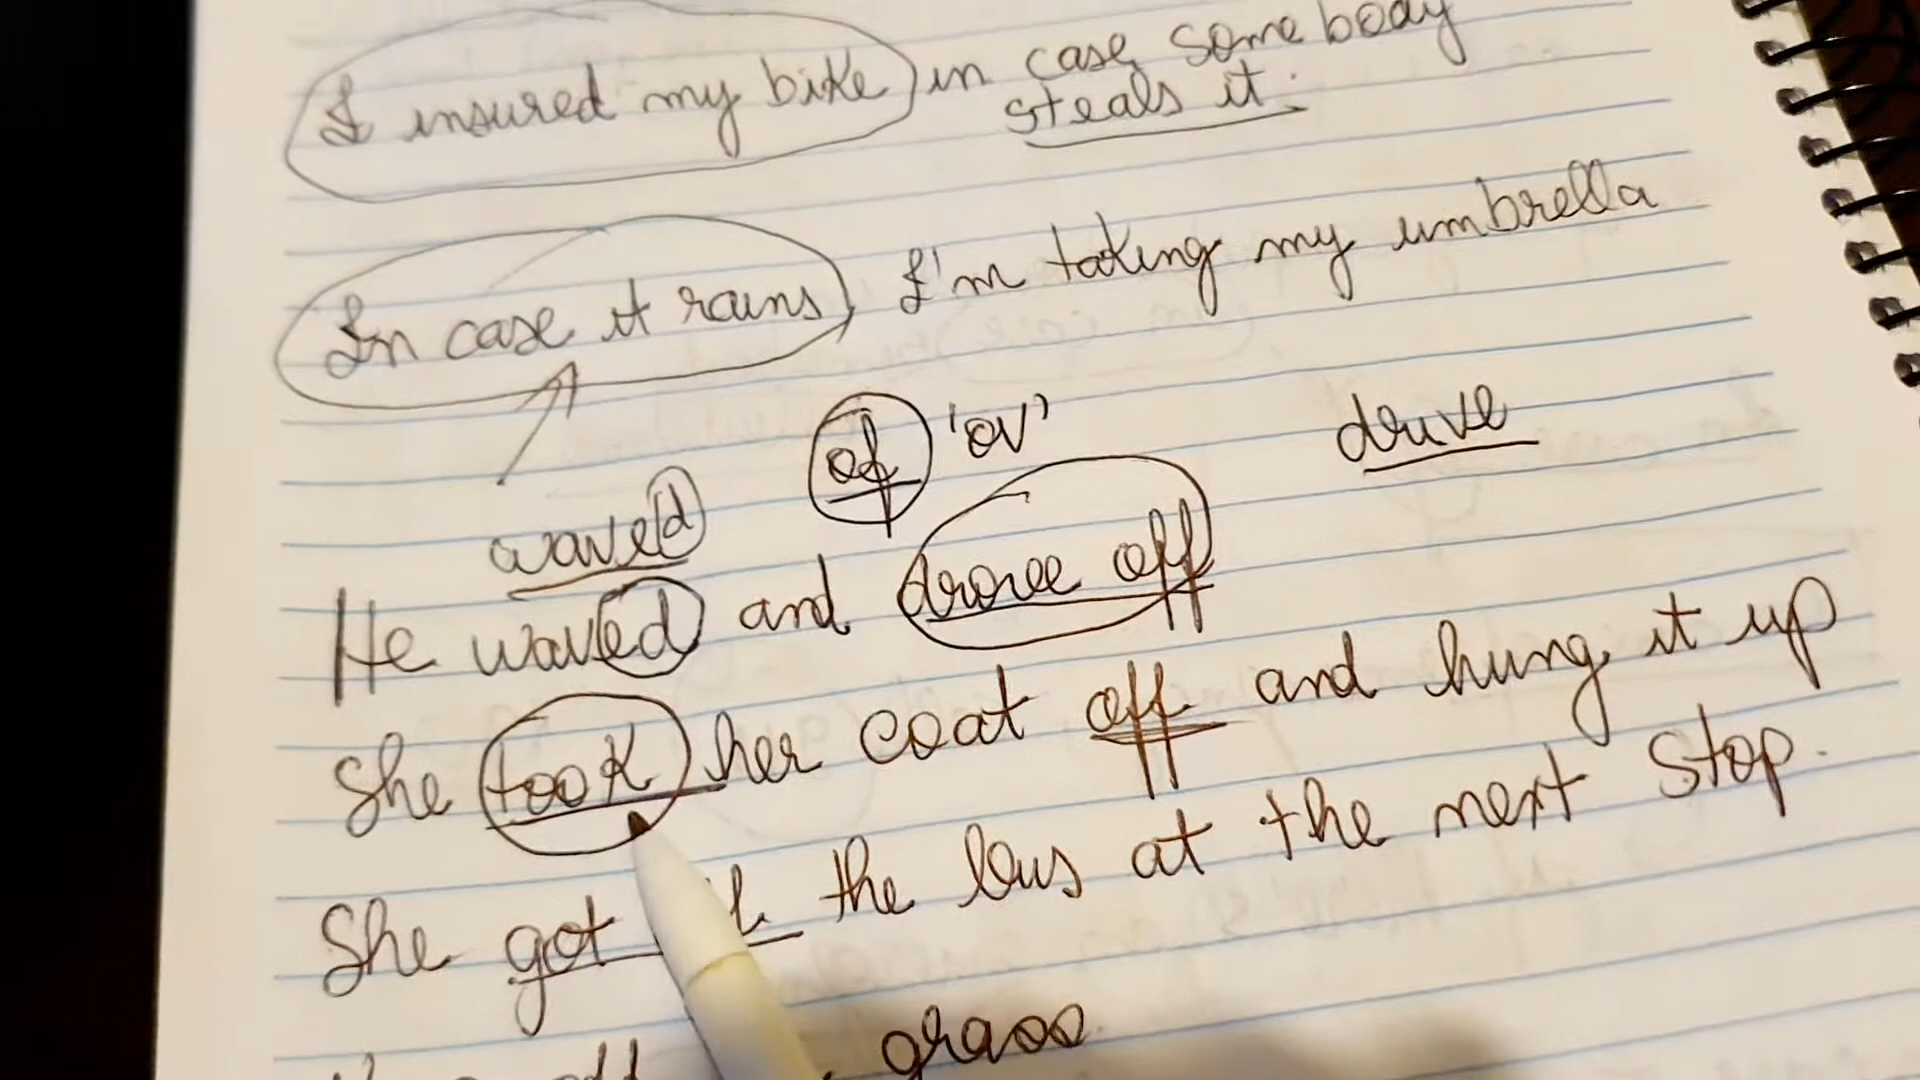 I insured my bike in case somebody
steals it.
In case it rains, I'm taking my umbrella
of 'ov' drive
waved
He waved and drove off
She took her coat off and hung it up
She got the bus at the next stop.
grass